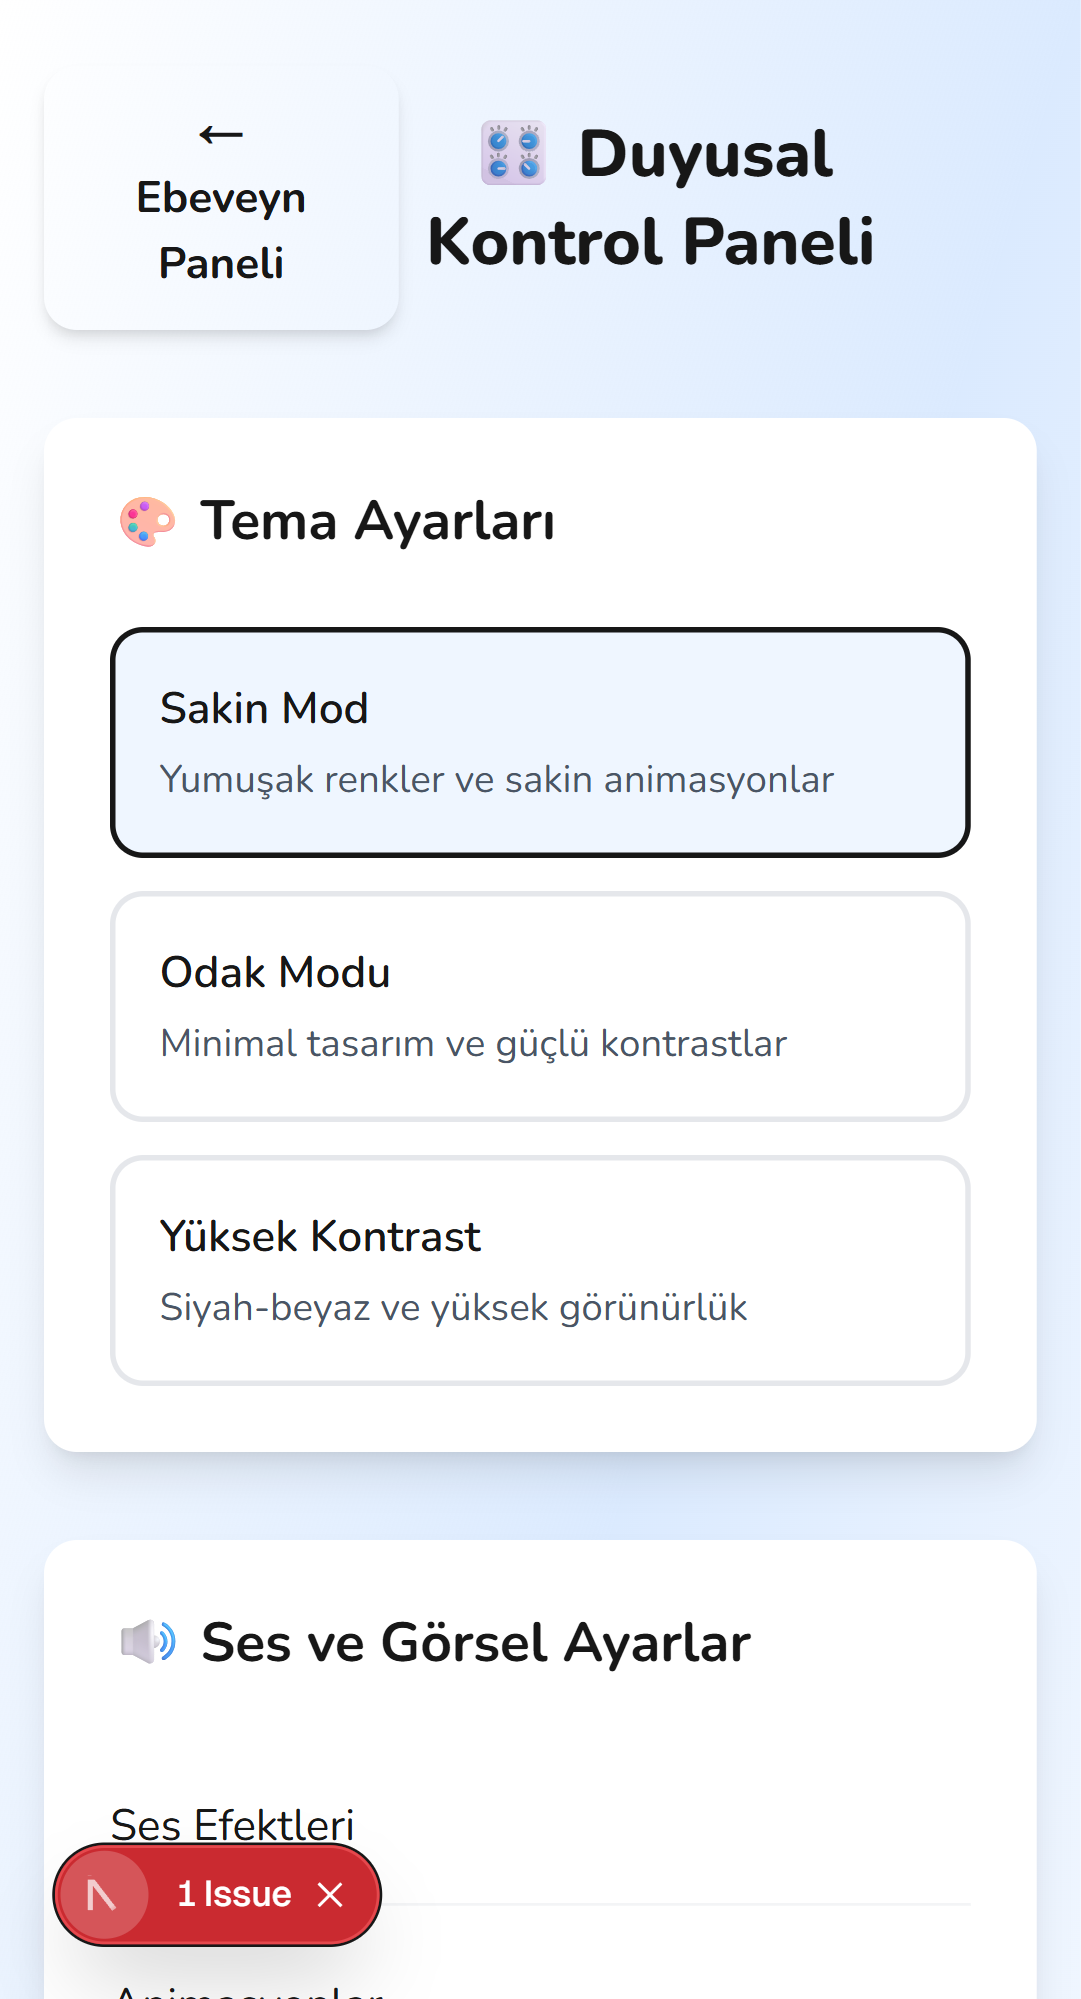 ←
Ebeveyn
Paneli
🎛️ Duyusal
Kontrol Paneli
🎨 Tema Ayarları
Sakin Mod
Yumuşak renkler ve sakin animasyonlar
Odak Modu
Minimal tasarım ve güçlü kontrastlar
Yüksek Kontrast
Siyah-beyaz ve yüksek görünürlük
🔊 Ses ve Görsel Ayarlar
Ses Efektleri
1 Issue
Animasyonlar